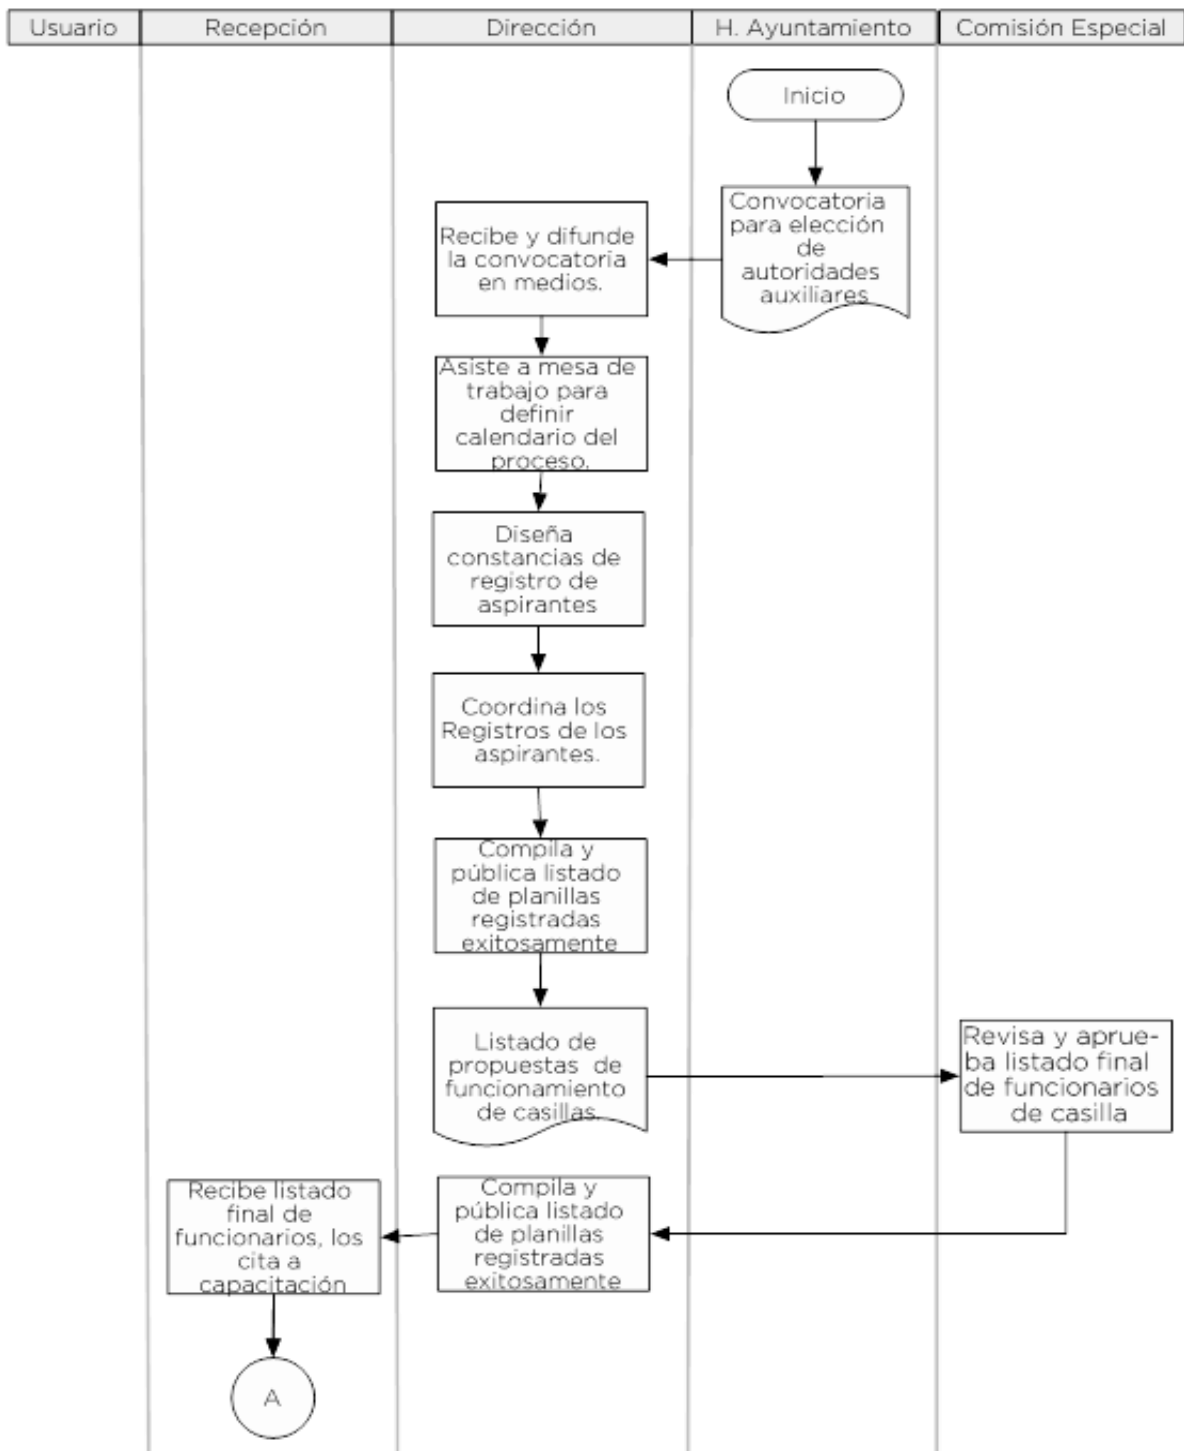 Usuario
Recepción
Dirección
H. Ayuntamiento
Comisión Especial
Inicio
Convocatoria
para elección
de
autoridades
auxiliares
Recibe y difunde
la convocatoria
en medios.
Asiste a mesa de
trabajo para
definir
calendario del
proceso.
Diseña
constancias de
registro de
aspirantes
Coordina los
Registros de los
aspirantes.
Compila y
pública listado
de planillas
registradas
exitosamente
Listado de
propuestas de
funcionamiento
de casillas.
Revisa y aprue-
ba listado final
de funcionarios
de casilla
Compila y
pública listado
de planillas
registradas
exitosamente
Recibe listado
final de
funcionarios, los
cita a
capacitación
A